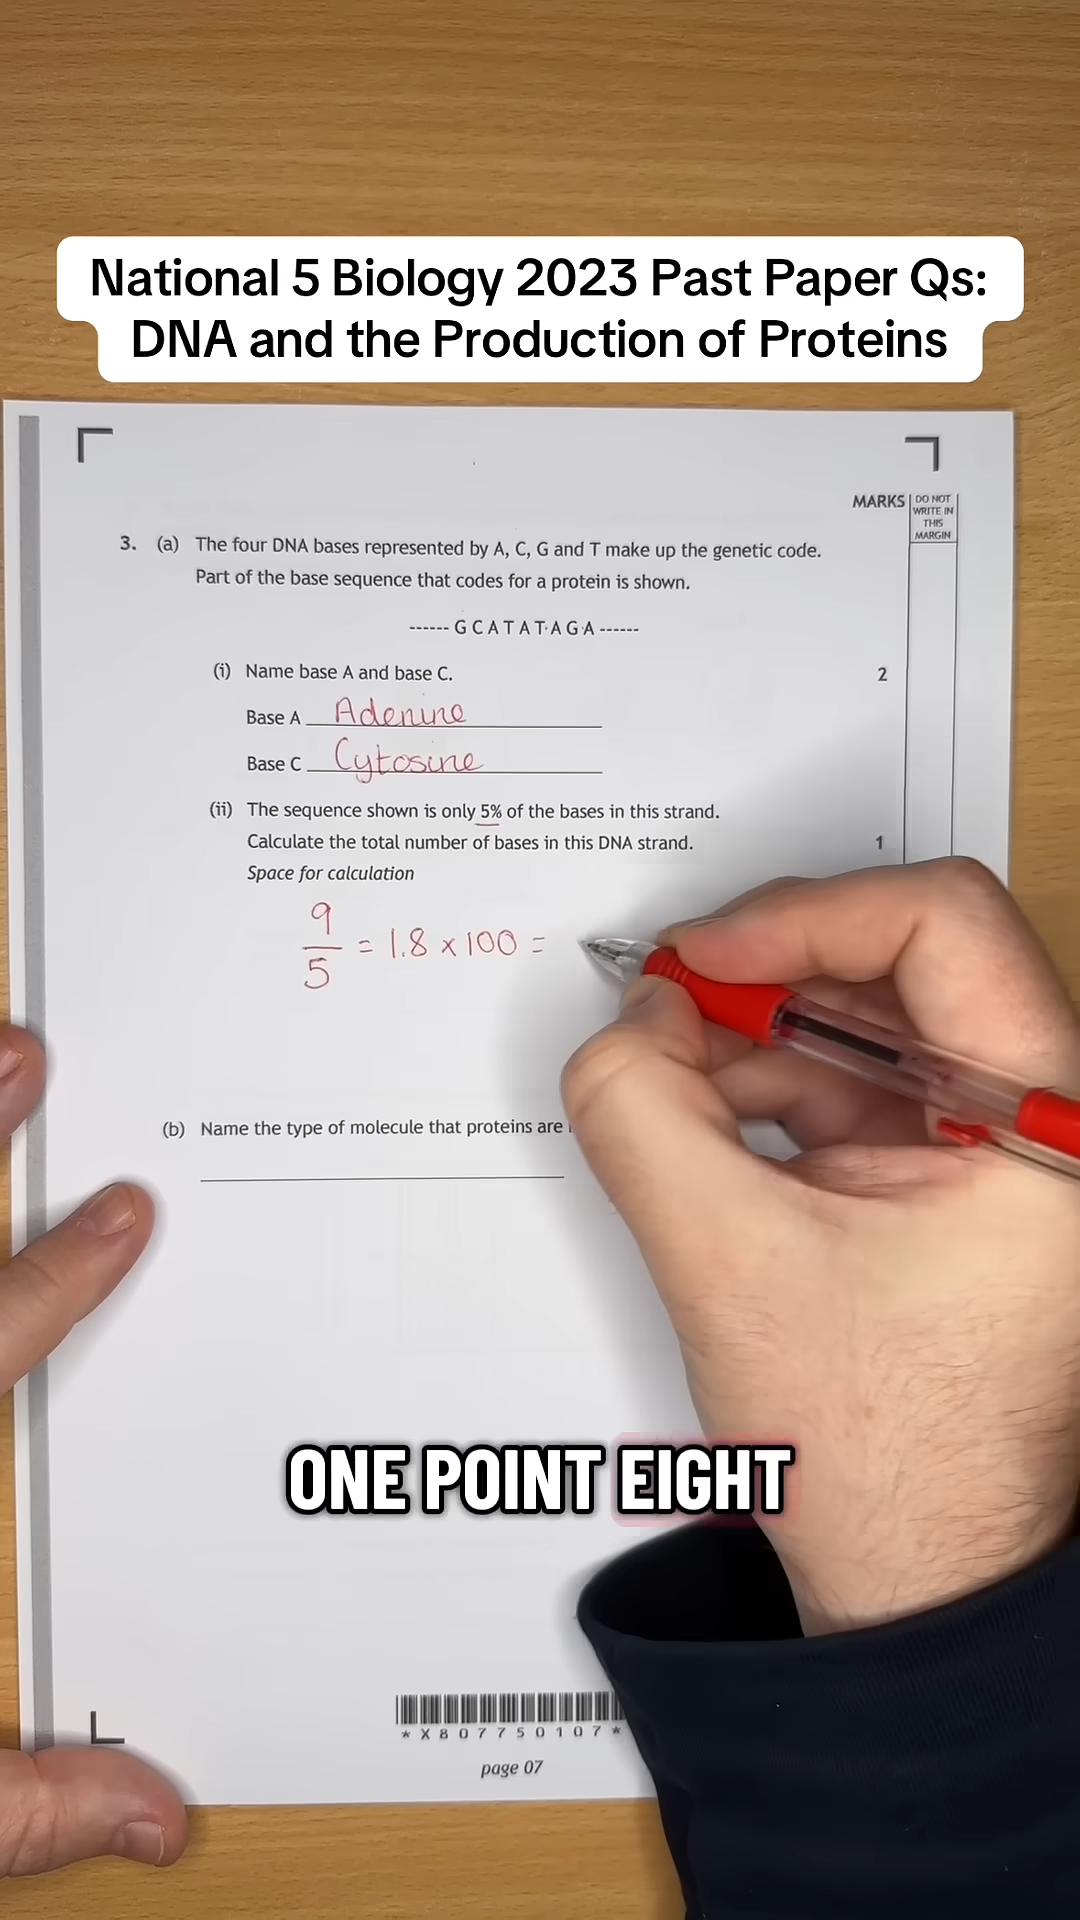 National 5 Biology 2023 Past Paper Qs:
DNA and the Production of Proteins
MARKS
DO NOT
WRITE IN
THIS
MARGIN
3. (a) The four DNA bases represented by A, C, G and T make up the genetic code.
Part of the base sequence that codes for a protein is shown.
------ G C A T A T A G A ------
(i) Name base A and base C.
2
Base A Adenine
Base C Cytosine
(ii) The sequence shown is only 5% of the bases in this strand.
Calculate the total number of bases in this DNA strand.
1
Space for calculation
9
5
= 1.8 x 100 =
(b) Name the type of molecule that proteins are
ONE POINT EIGHT
* X 8 0 7 7 5 0 1 0 7 *
page 07